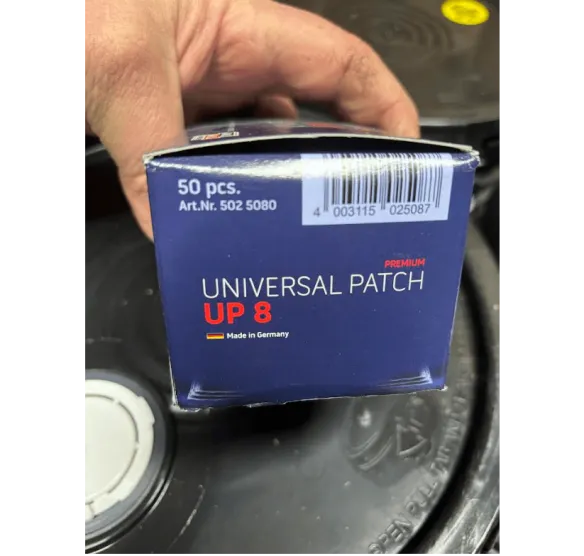 50 pcs.
Art.Nr. 502 5080
4 003115 025087
PREMIUM
UNIVERSAL PATCH
UP 8
Made in Germany